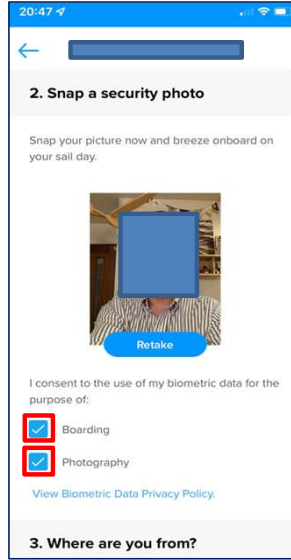 20:47
2. Snap a security photo
Snap your picture now and breeze onboard on
your sail day.
Retake
I consent to the use of my biometric data for the
purpose of:
Boarding
Photography
View Biometric Data Privacy Policy.
3. Where are you from?